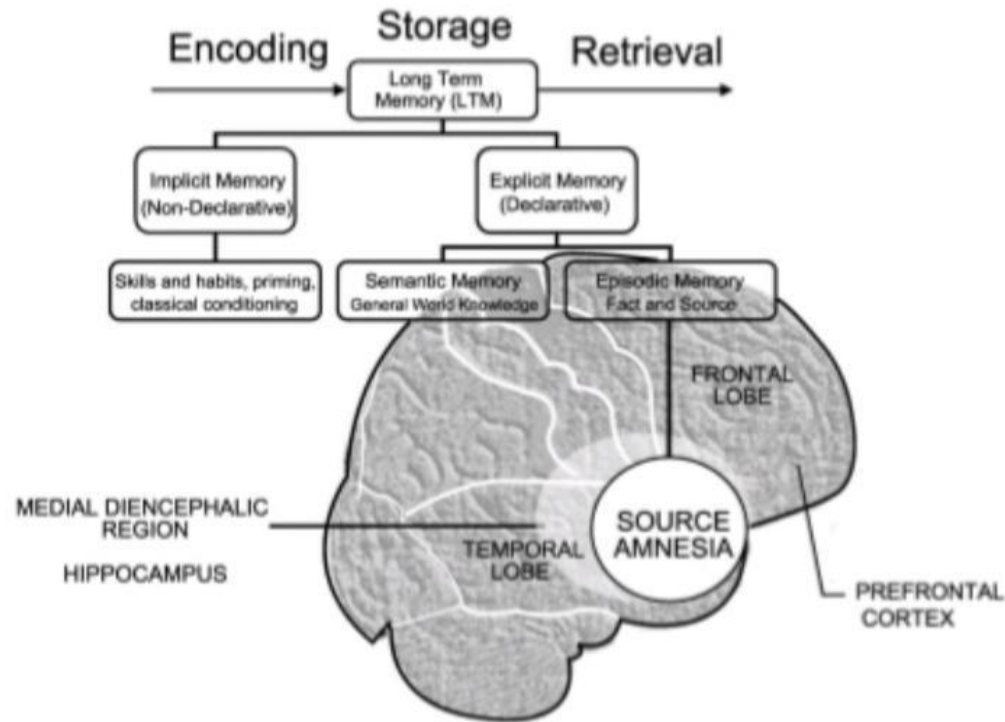 Encoding
Storage
Retrieval
Long Term
Memory (LTM)
Implicit Memory
(Non-Declarative)
Explicit Memory
(Declarative)
Skills and habits, priming,
classical conditioning
Semantic Memory
General World Knowledge
Episodic Memory
Fact and Source
FRONTAL
LOBE
MEDIAL DIENCEPHALIC
REGION
HIPPOCAMPUS
TEMPORAL
LOBE
SOURCE
AMNESIA
PREFRONTAL
CORTEX